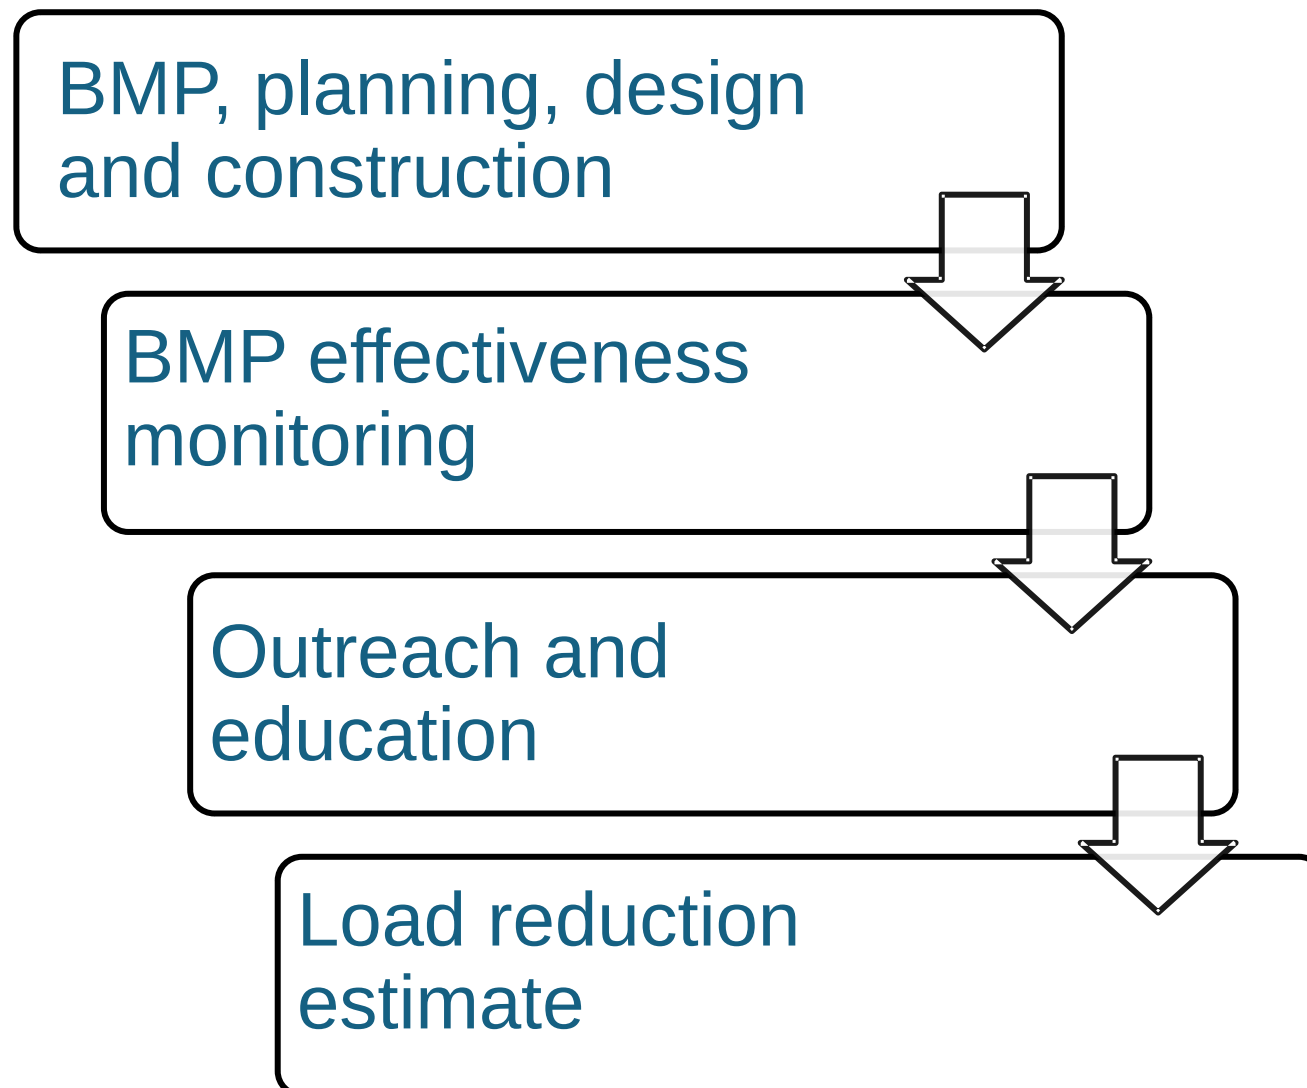 BMP, planning, design
and construction
BMP effectiveness
monitoring
Outreach and
education
Load reduction
estimate